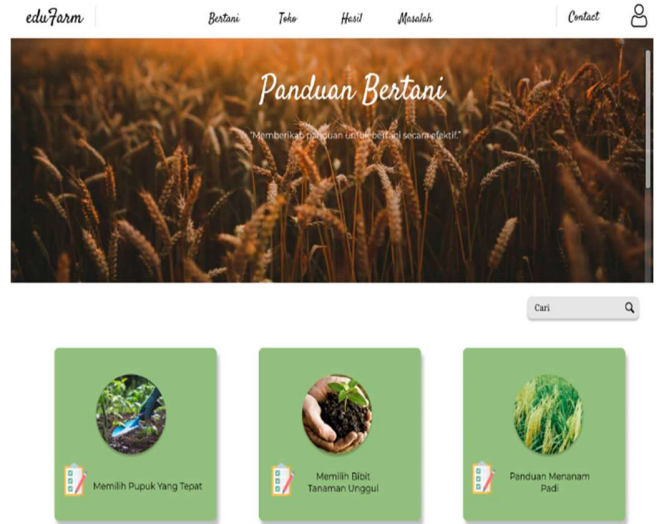 eduFarm
Bertani Toko Hasil Masalah Contact
Panduan Bertani
"Memberikab panduan untuk bertani secara efektif."
Cari
Memilih Pupuk Yang Tepat
Memilih Bibit
Tanaman Unggul
Panduan Menanam
Padi